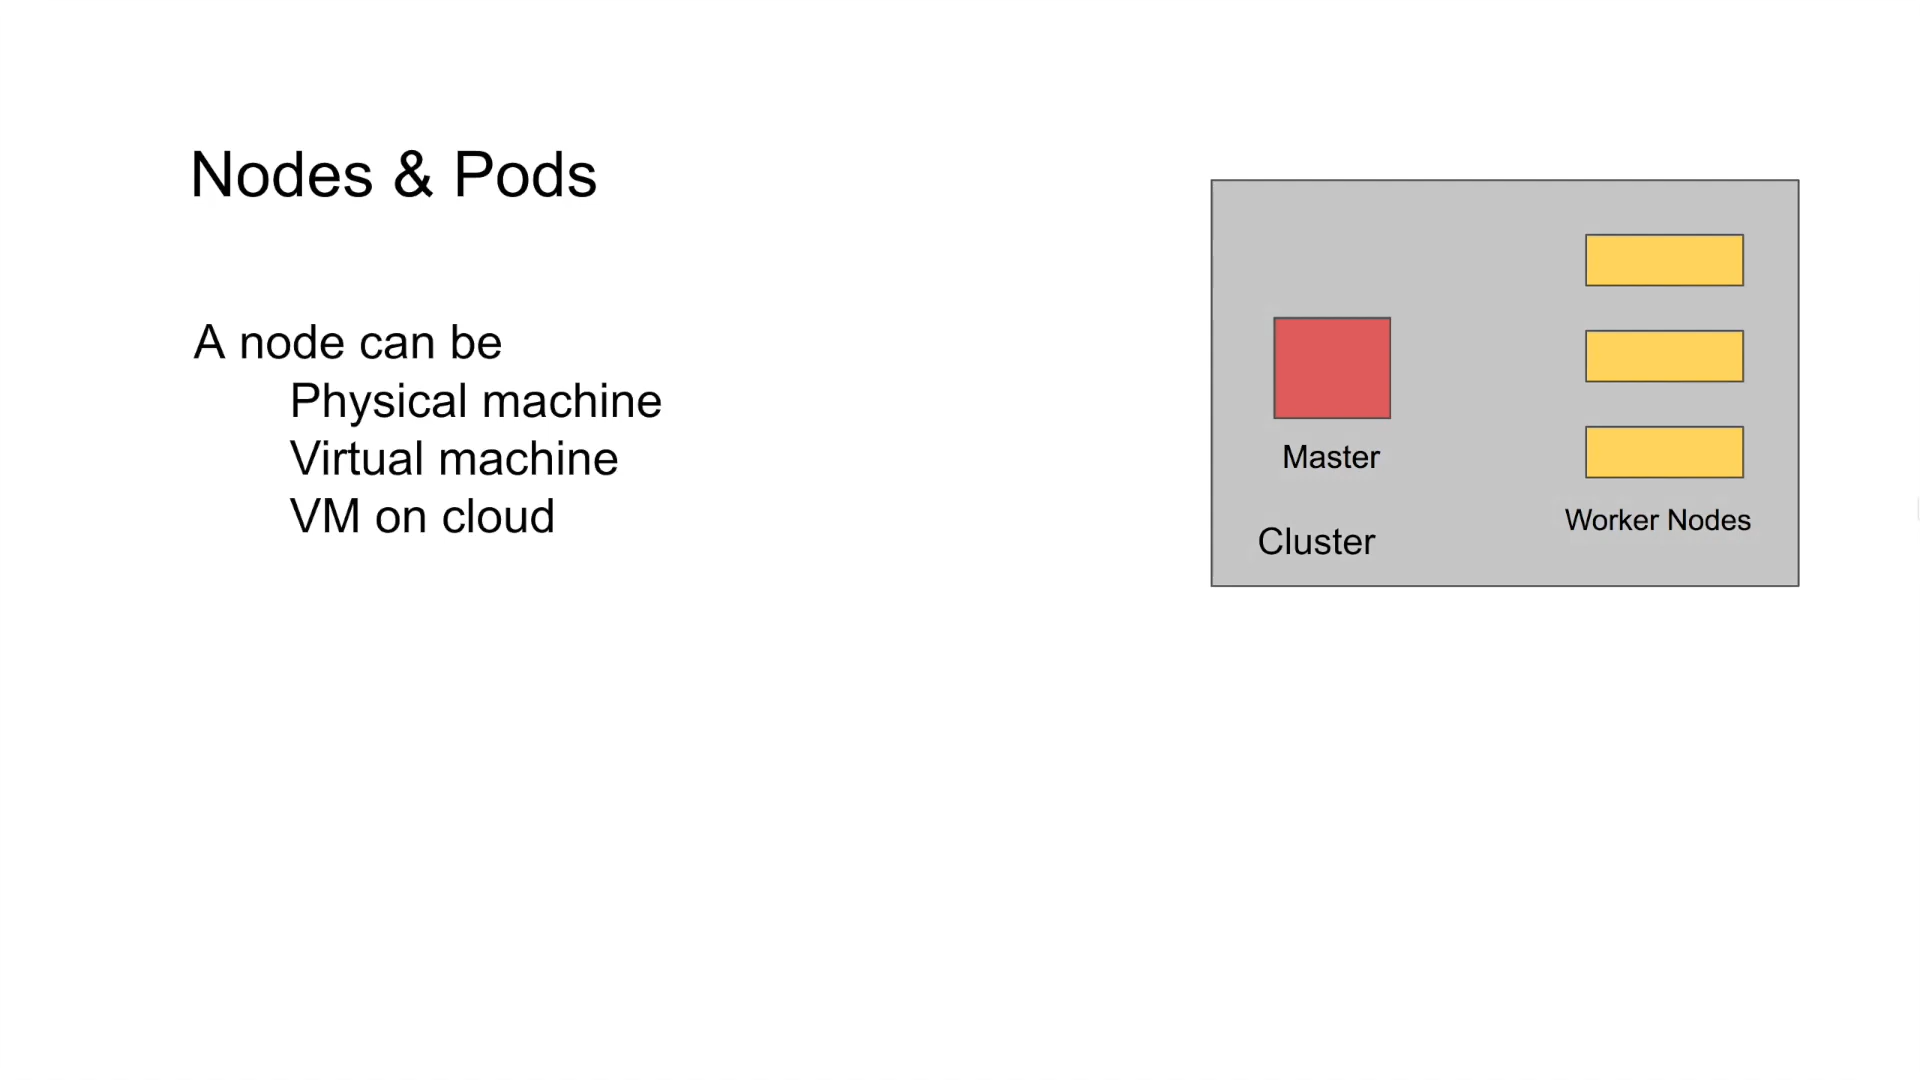 Nodes & Pods
A node can be
Physical machine
Virtual machine
VM on cloud
Master
Worker Nodes
Cluster